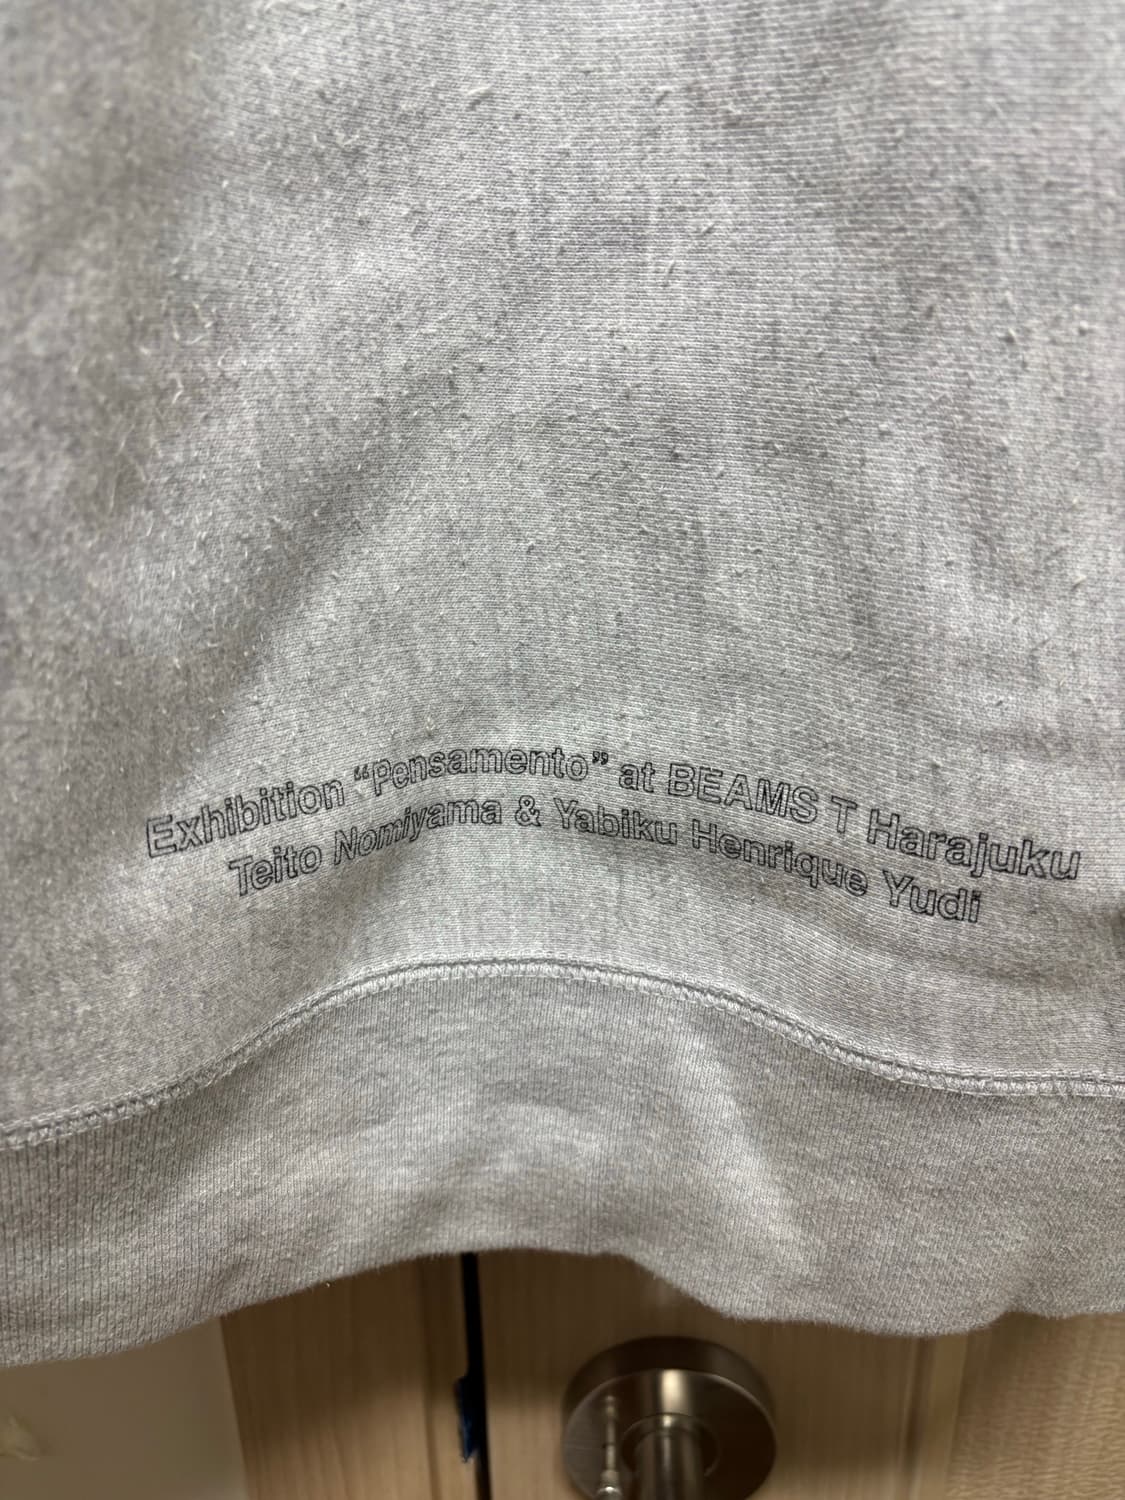 Exhibition “Pensamento” at BEAMS T Harajuku
Teito Nomiyama & Yabiku Henrique Yudi